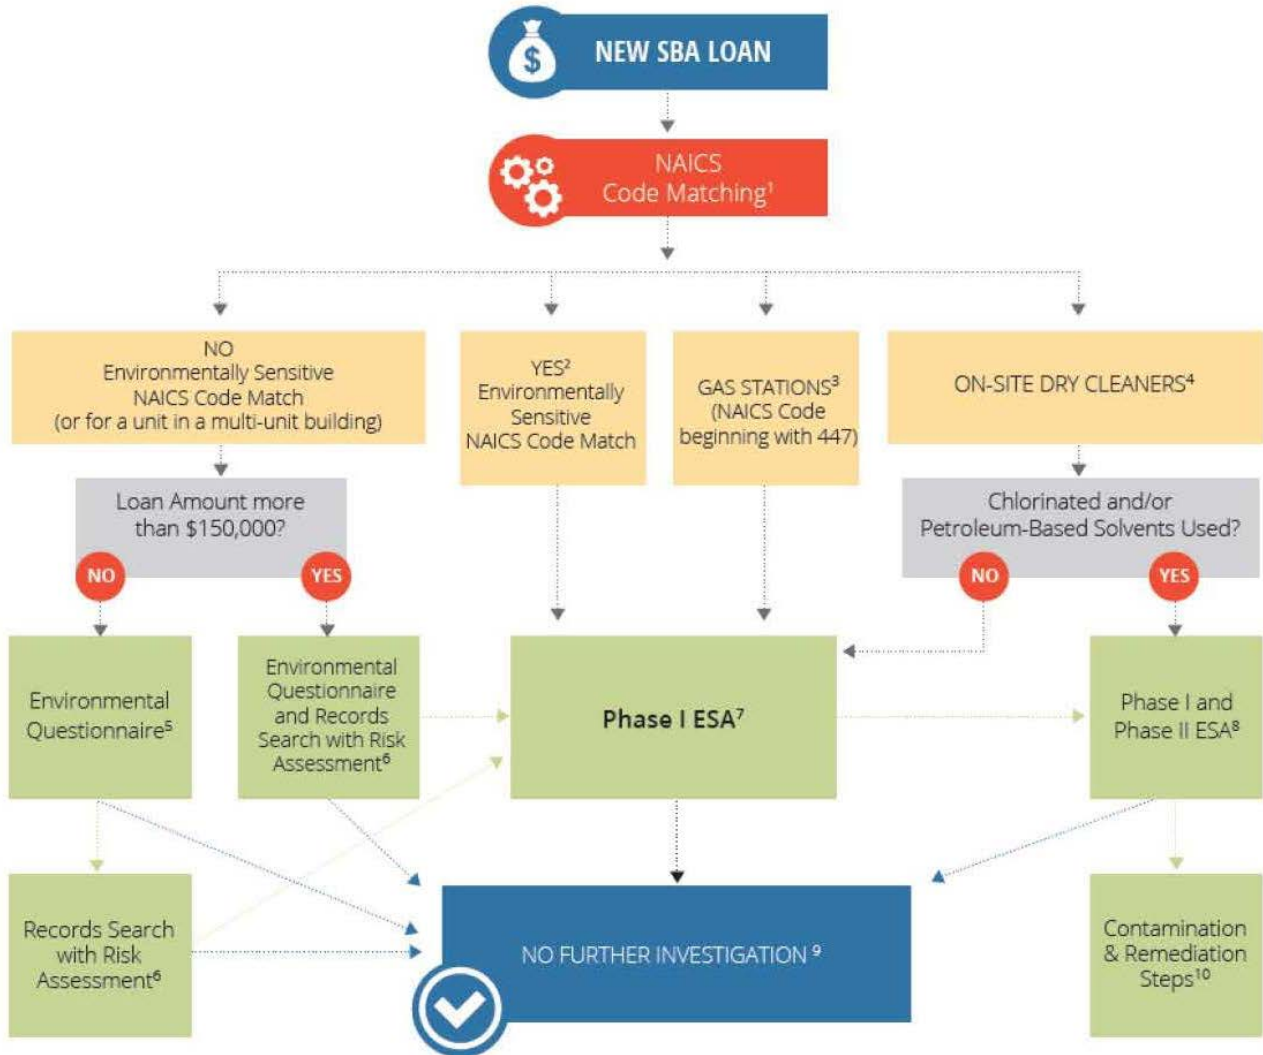 NEW SBA LOAN
NAICS
Code Matching¹
NO
Environmentally Sensitive
NAICS Code Match
(or for a unit in a multi-unit building)
YES²
Environmentally
Sensitive
NAICS Code Match
GAS STATIONS³
(NAICS Code
beginning with 447)
ON-SITE DRY CLEANERS⁴
Loan Amount more
than $150,000?
NO
YES
Chlorinated and/or
Petroleum-Based Solvents Used?
NO
YES
Environmental
Questionnaire⁵
Environmental
Questionnaire
and Records
Search with Risk
Assessment⁶
Phase I ESA⁷
Phase I and
Phase II ESA⁸
Records Search
with Risk
Assessment⁶
NO FURTHER INVESTIGATION ⁹
Contamination
& Remediation
Steps¹⁰